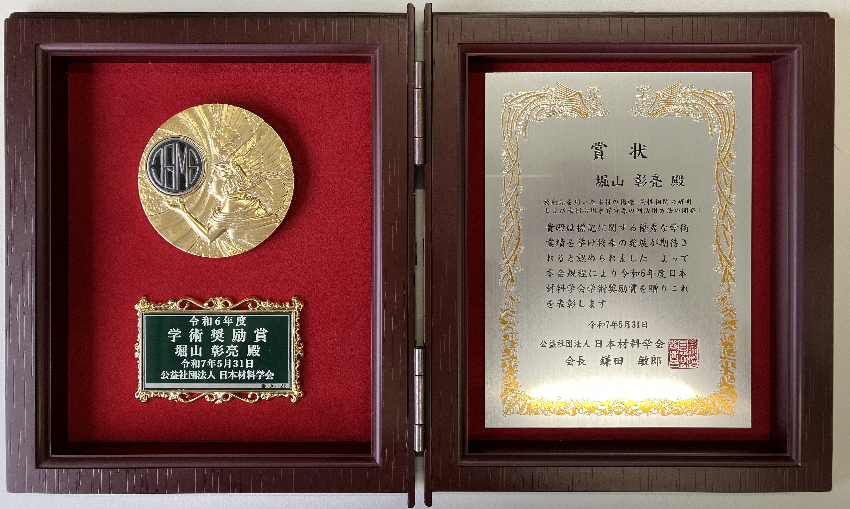 JSMS
令和6年度
学術奨励賞
堀山 彰亮 殿
令和7年5月31日
公益社団法人 日本材料学会
賞状
堀山 彰亮 殿
貴殿は標記に関する優秀な学術
業績を挙げ将来の発展が期待さ
れると認められました よって
本会規程により令和6年度日本
材料学会学術奨励賞を贈りこれ
を表彰します
令和7年5月31日
公益社団法人 日本材料学会
会長 鎌田 敏郎